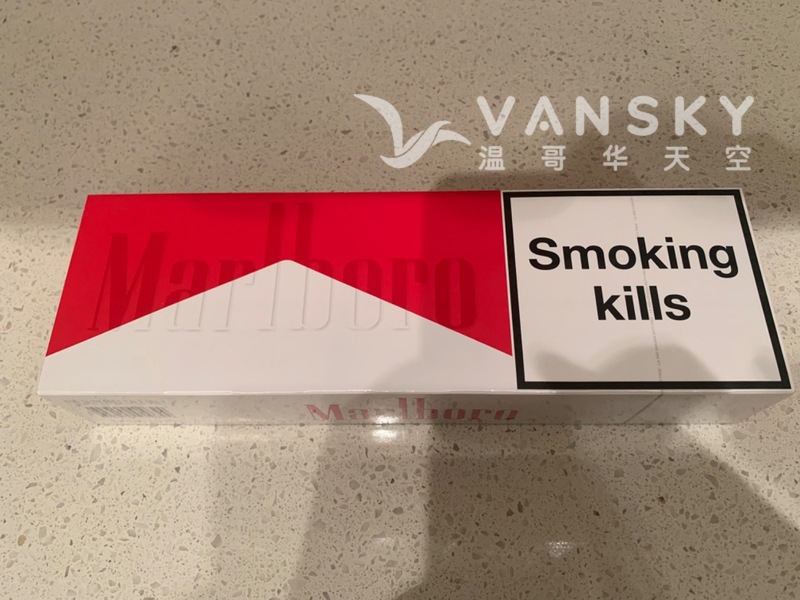 VANSKY
温哥华天空
Marlboro
Smoking
kills
Marlboro